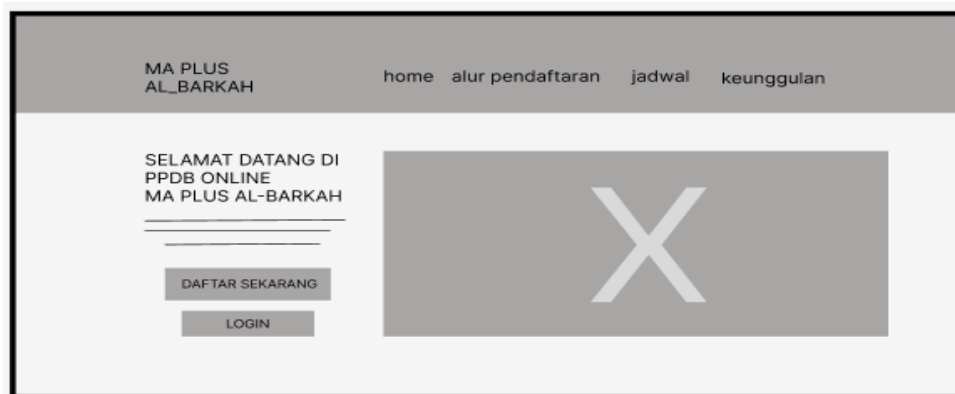 MA PLUS
AL_BARKAH
home alur pendaftaran jadwal keunggulan
SELAMAT DATANG DI
PPDB ONLINE
MA PLUS AL-BARKAH
DAFTAR SEKARANG
LOGIN
X